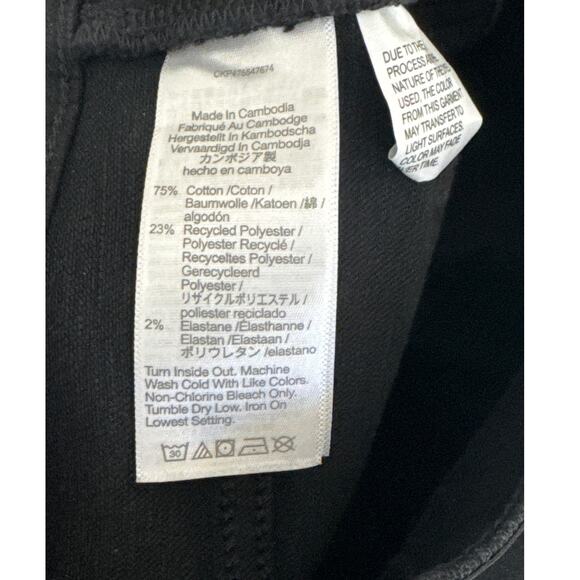 Made In Cambodia
Fabriqué Au Cambodge
Hergestellt In Kambodscha
Vervaardigd In Cambodja
カンボジア製
hecho en camboya
75% Cotton /Coton /
Baumwolle /Katoen /綿 /
algodón
23% Recycled Polyester /
Polyester Recyclé /
Recyceltes Polyester /
Gerecycleerd
Polyester /
リサイクルポリエステル /
poliester reciclado
2% Elastane /Élasthanne /
Elastan /Elastaan /
ポリウレタン /elastano
Turn Inside Out. Machine
Wash Cold With Like Colors.
Non-Chlorine Bleach Only.
Tumble Dry Low. Iron On
Lowest Setting.
30
DUE TO THE
PROCESS
NATURE OF
USED, THE COLOR
FROM THIS GARMENT
MAY TRANSFER TO
LIGHT SURFACES
COLOR MAY FADE
TIME.